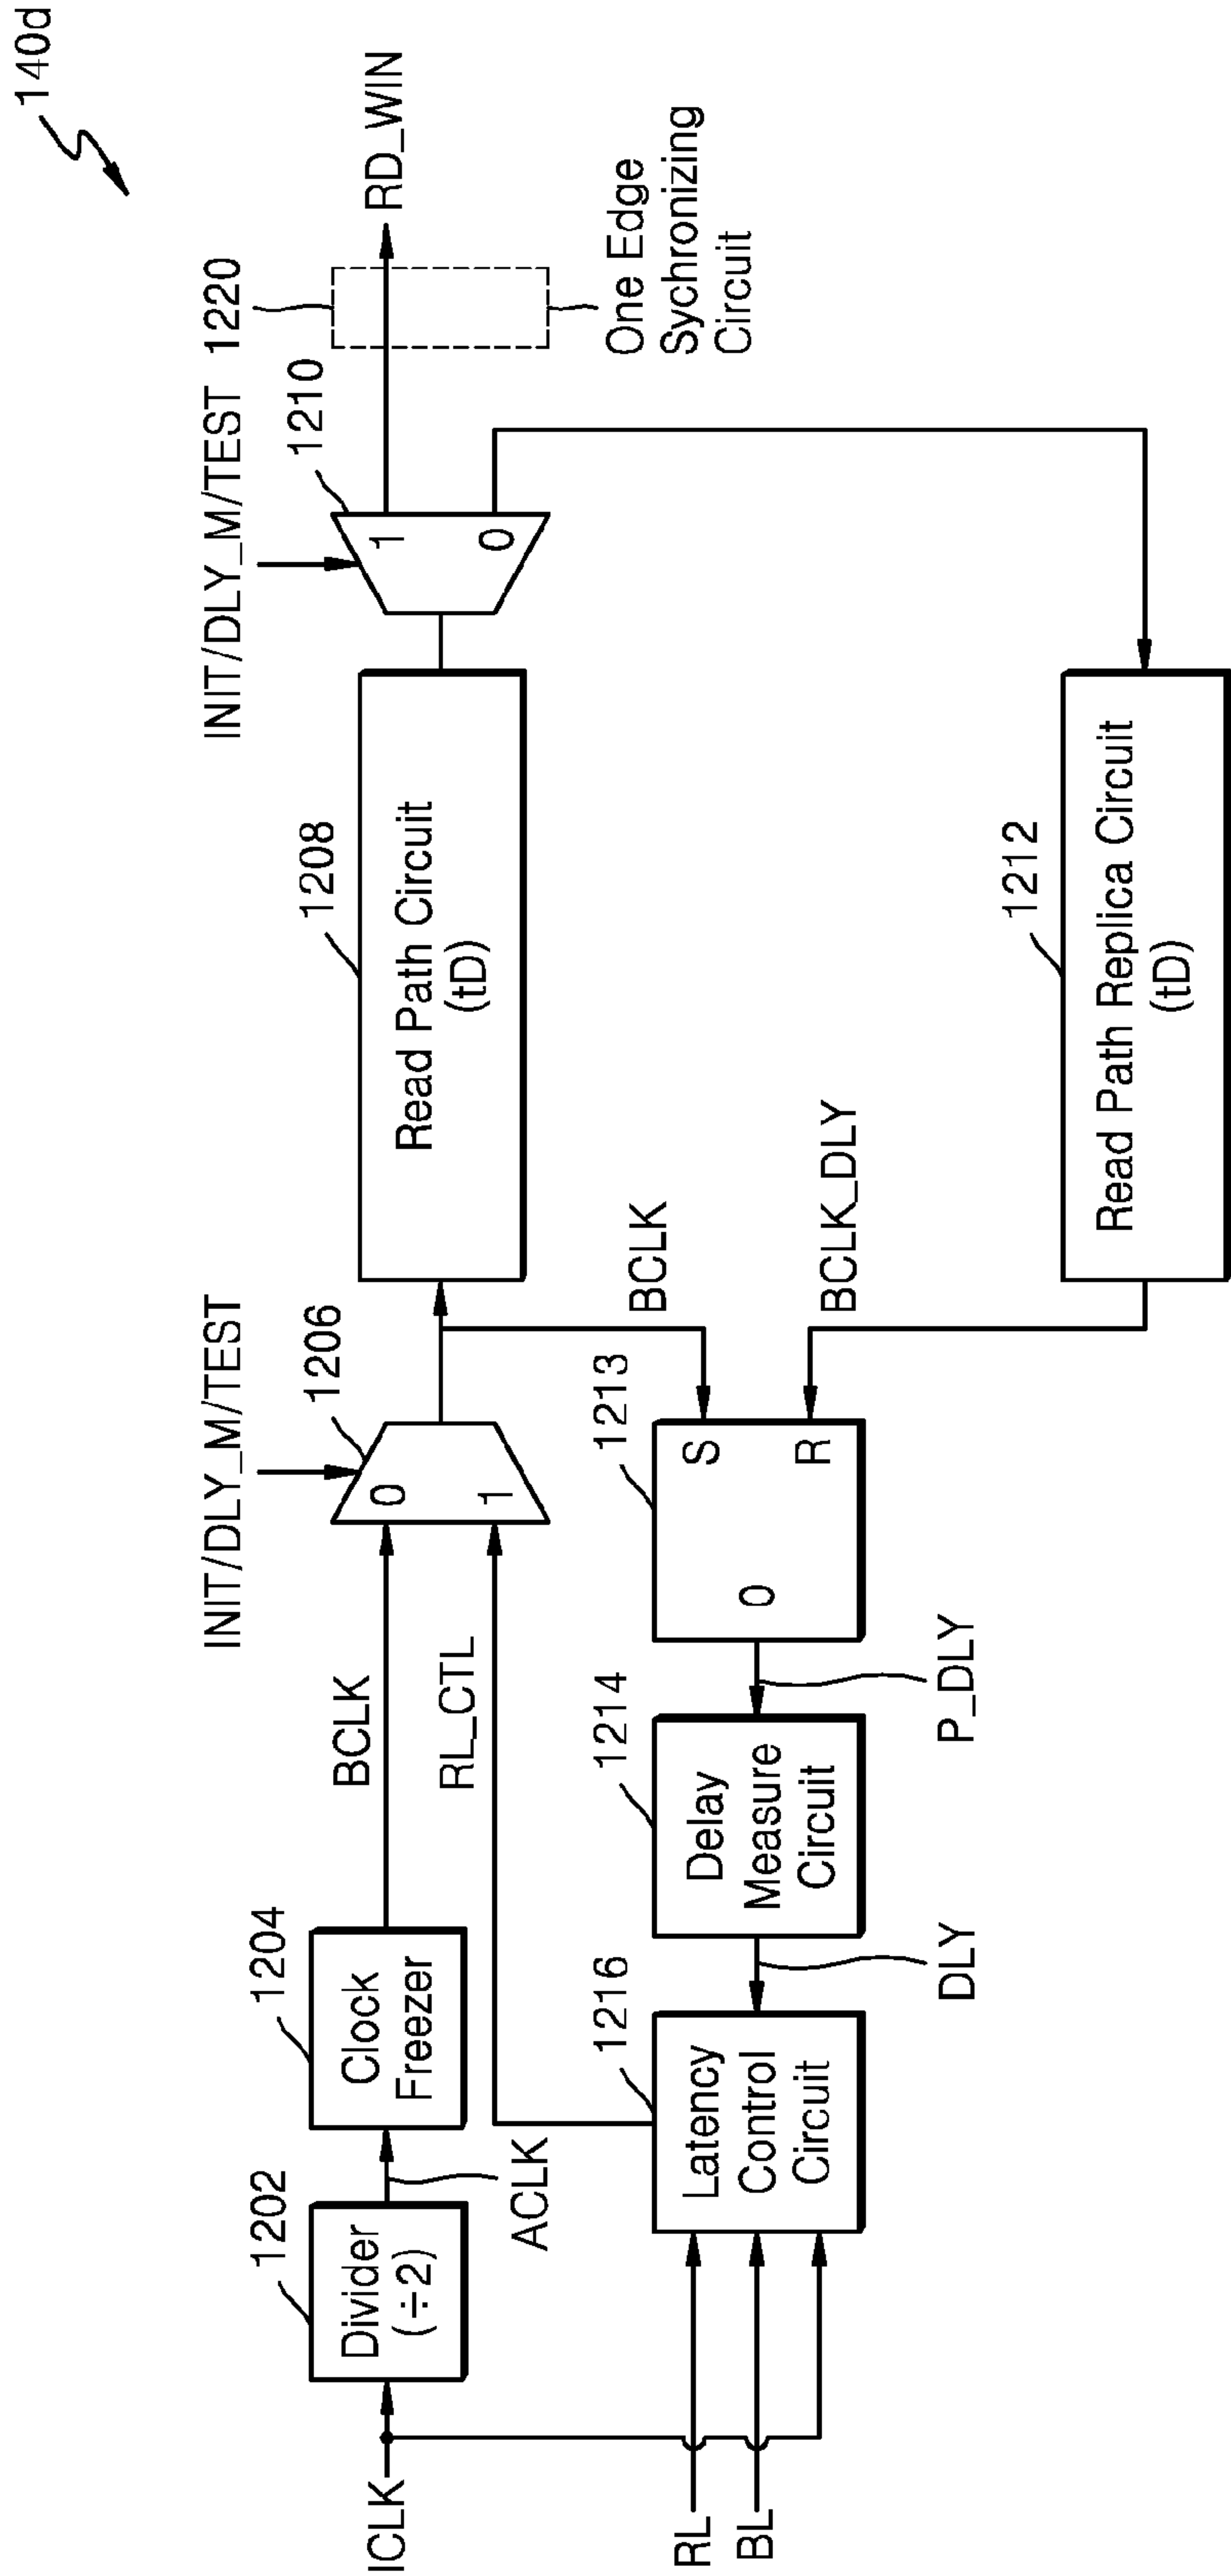 140d
INIT/DLY_M/TEST
1206
INIT/DLY_M/TEST
1210
1220
RD_WIN
One Edge
Sychronizing
Circuit
ICLK
1202
Divider
(÷2)
ACLK
1204
Clock
Freezer
BCLK
RL_CTL
0
1
1208
Read Path Circuit
(tD)
1
0
RL
BL
1216
Latency
Control
Circuit
DLY
1214
Delay
Measure
Circuit
P_DLY
1213
0
S
R
BCLK
BCLK_DLY
1212
Read Path Replica Circuit
(tD)